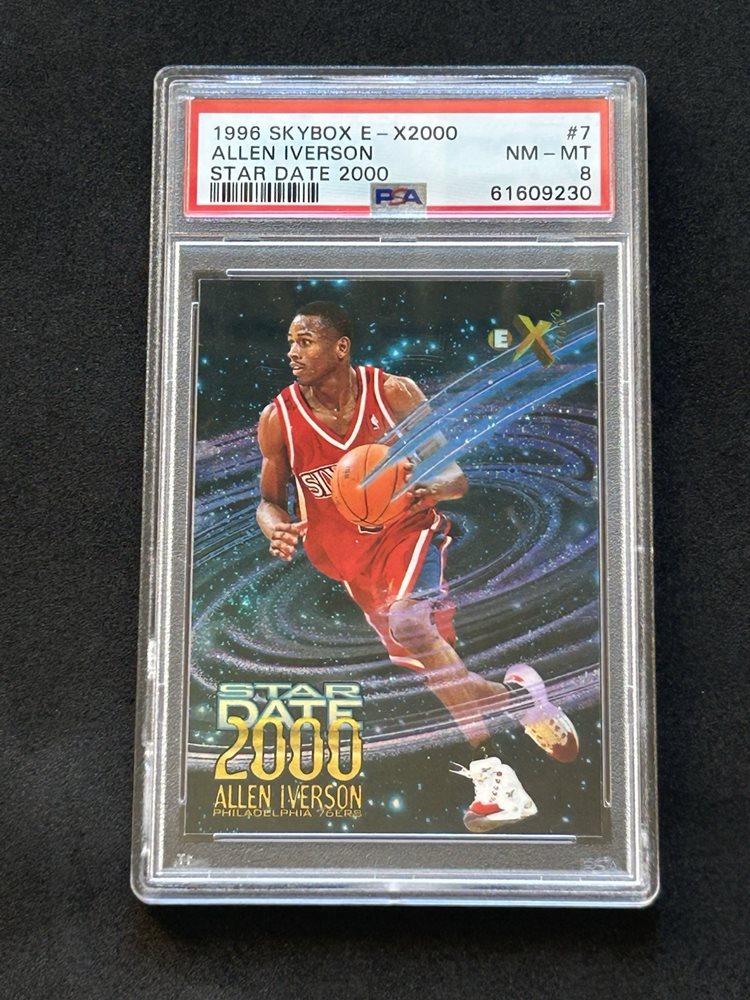 1996 SKYBOX E-X2000 #7
ALLEN IVERSON NM-MT
STAR DATE 2000 8
PSA 61609230
EX
STAR
DATE
2000
ALLEN IVERSON
PHILADELPHIA 76ERS